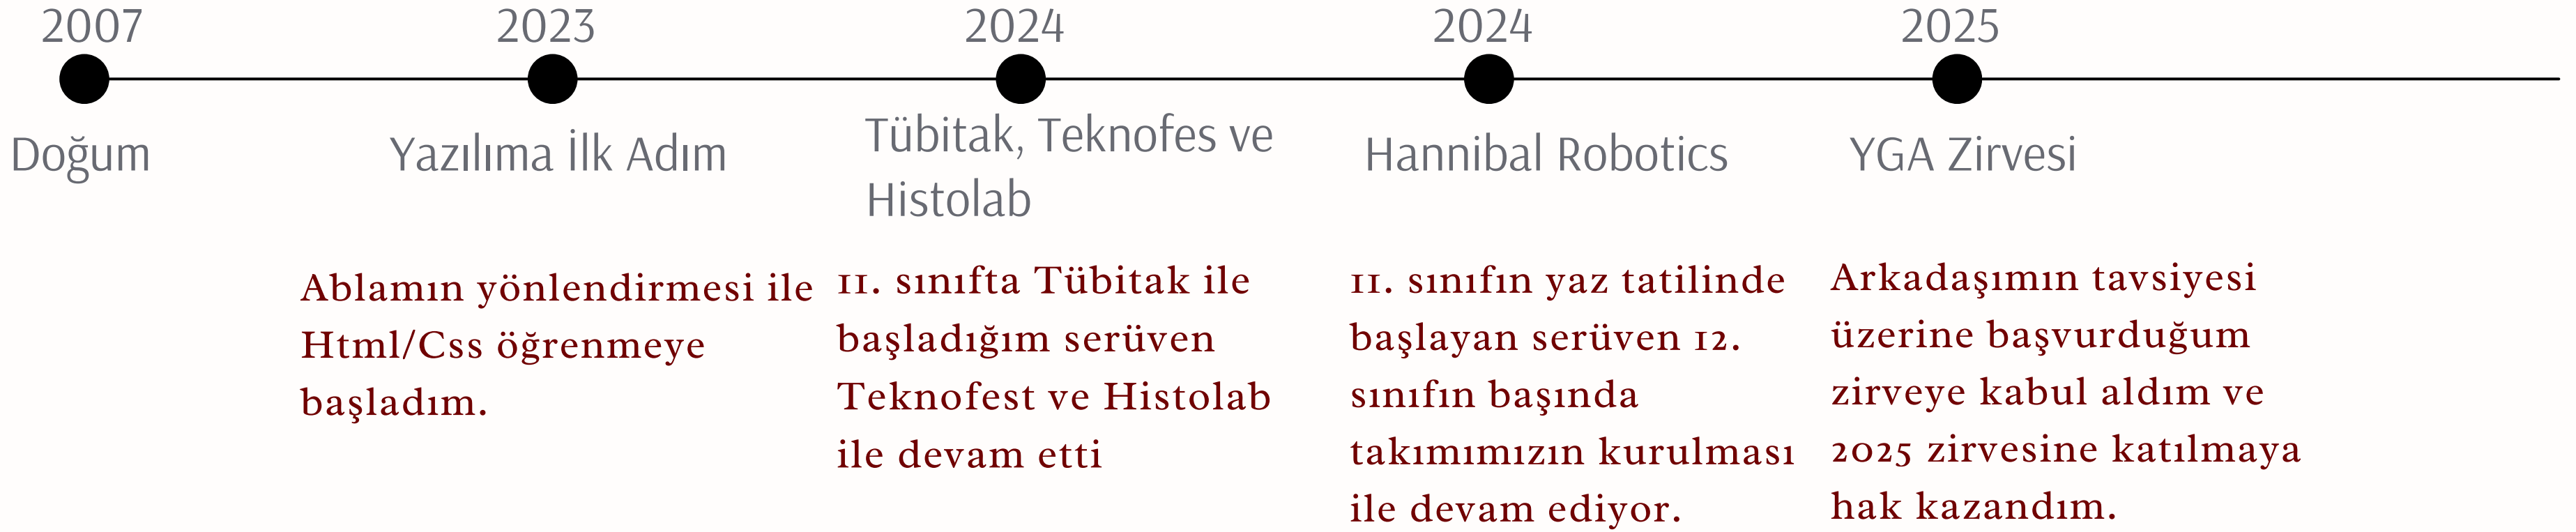 2007
2023
2024
2024
2025
Doğum
Yazılıma İlk Adım
Tübitak, Teknofes ve
Histolab
Hannibal Robotics
YGA Zirvesi
Ablamın yönlendirmesi ile
Html/Css öğrenmeye
başladım.
11. sınıfta Tübitak ile
başladığım serüven
Teknofest ve Histolab
ile devam etti
11. sınıfın yaz tatilinde
başlayan serüven 12.
sınıfın başında
takımımızın kurulması
ile devam ediyor.
Arkadaşımın tavsiyesi
üzerine başvurduğum
zirveye kabul aldım ve
2025 zirvesine katılmaya
hak kazandım.